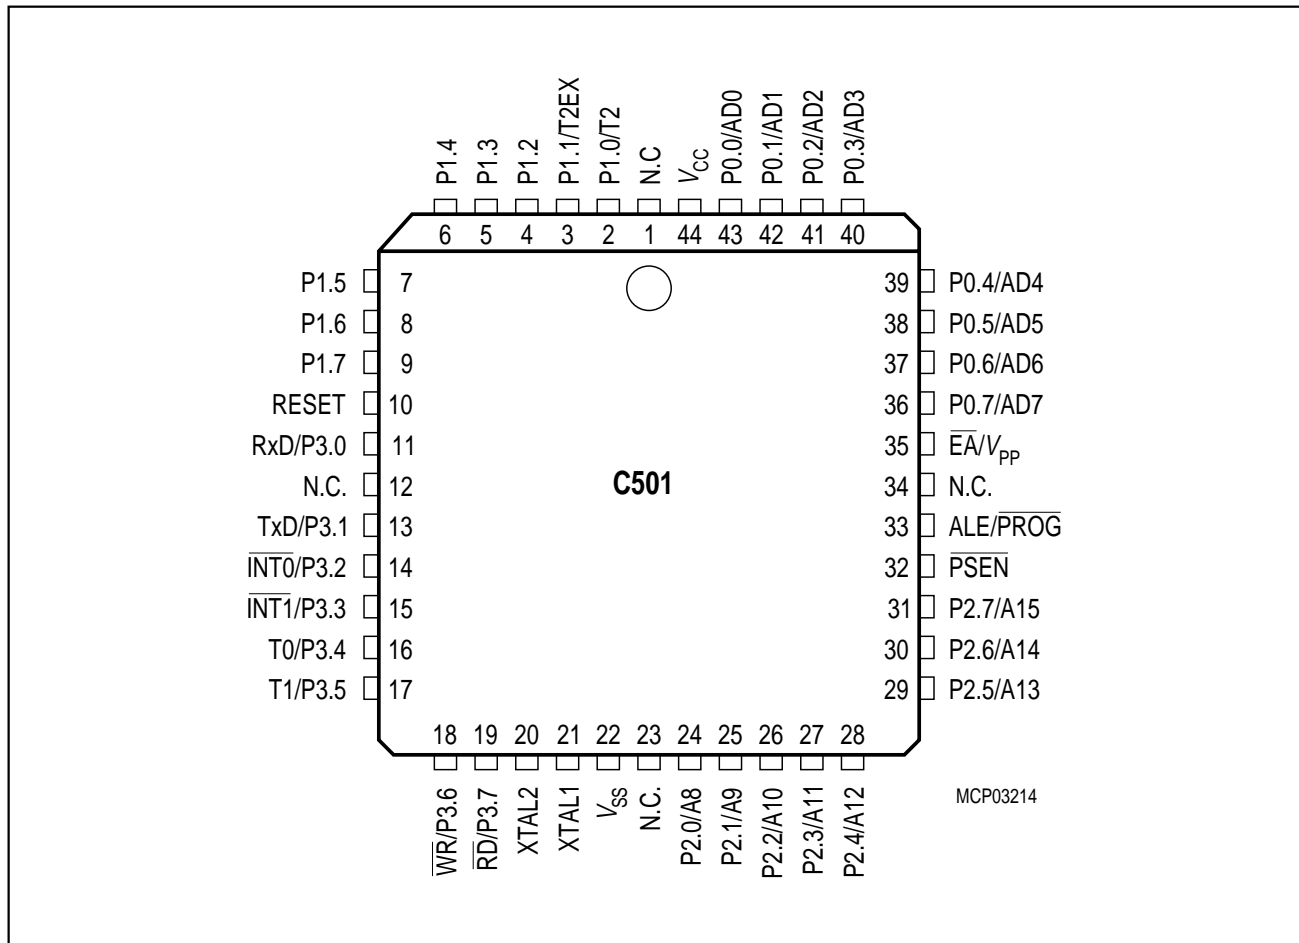 P1.4
P1.3
P1.2
P1.1/T2EX
P1.0/T2
N.C
VCC
P0.0/AD0
P0.1/AD1
P0.2/AD2
P0.3/AD3
6 5 4 3 2 1 44 43 42 41 40
P1.5 7
P1.6 8
P1.7 9
RESET 10
RxD/P3.0 11
N.C. 12
TxD/P3.1 13
INT0/P3.2 14
INT1/P3.3 15
T0/P3.4 16
T1/P3.5 17
C501
39 P0.4/AD4
38 P0.5/AD5
37 P0.6/AD6
36 P0.7/AD7
35 EA/VPP
34 N.C.
33 ALE/PROG
32 PSEN
31 P2.7/A15
30 P2.6/A14
29 P2.5/A13
18 19 20 21 22 23 24 25 26 27 28
WR/P3.6
RD/P3.7
XTAL2
XTAL1
VSS
N.C.
P2.0/A8
P2.1/A9
P2.2/A10
P2.3/A11
P2.4/A12
MCP03214